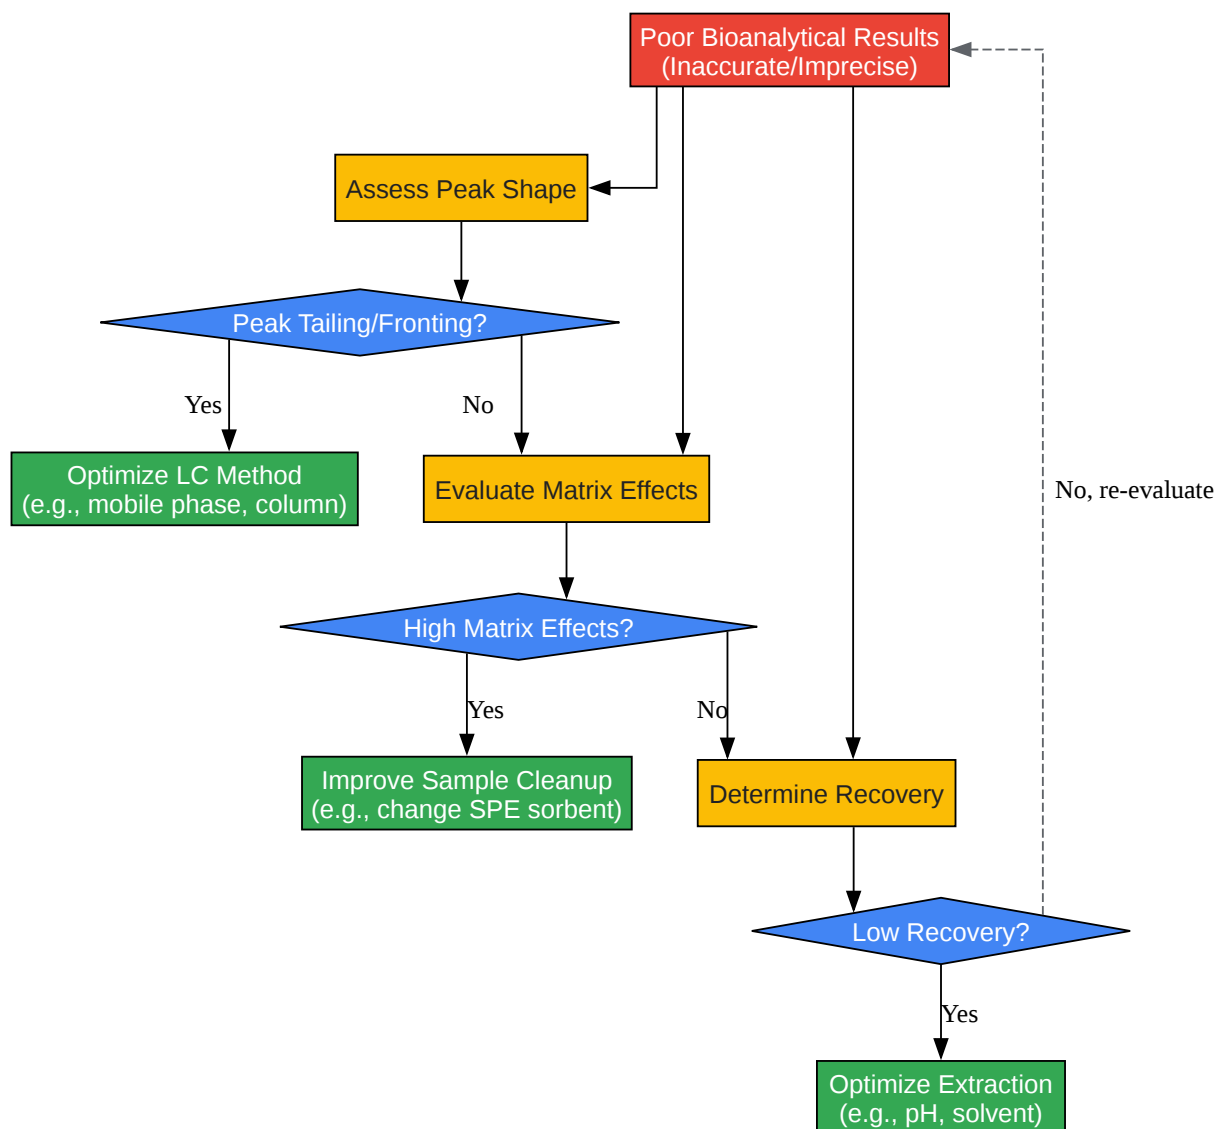 Poor Bioanalytical Results
(Inaccurate/Imprecise)
Assess Peak Shape
Peak Tailing/Fronting?
Yes
No
Optimize LC Method
(e.g., mobile phase, column)
Evaluate Matrix Effects
No, re-evaluate
High Matrix Effects?
Yes
No
Improve Sample Cleanup
(e.g., change SPE sorbent)
Determine Recovery
Low Recovery?
Yes
Optimize Extraction
(e.g., pH, solvent)